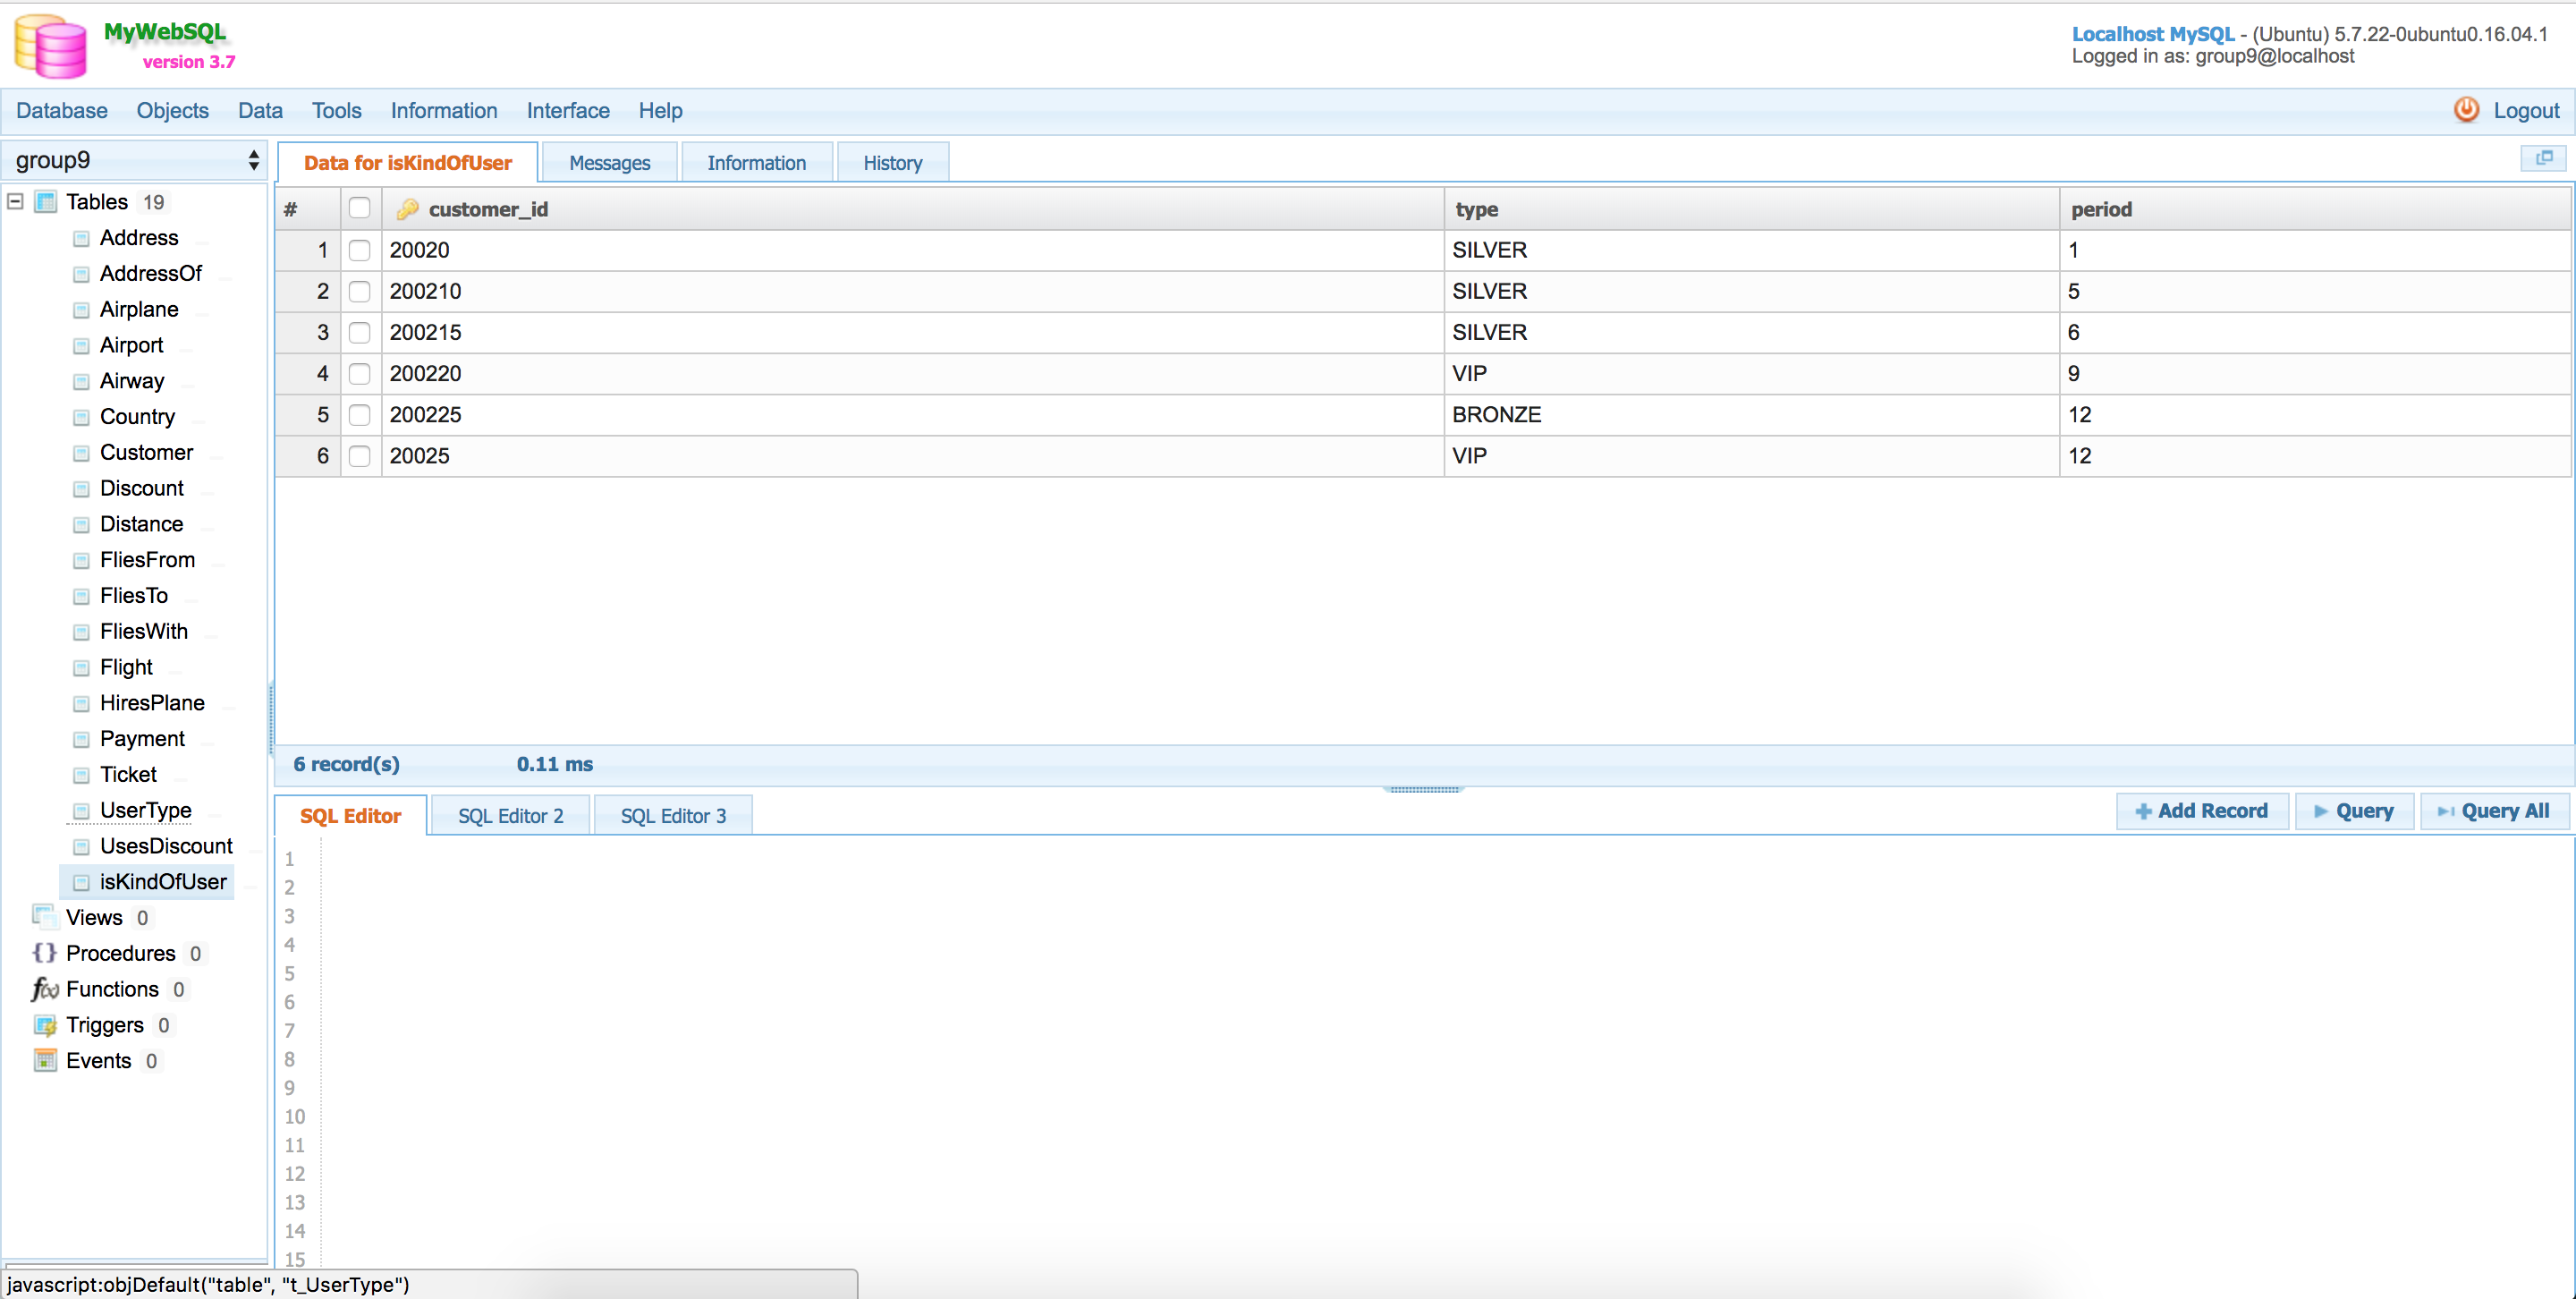 MyWebSQL
version 3.7
Localhost MySQL - (Ubuntu) 5.7.22-0ubuntu0.16.04.1
Logged in as: group9@localhost
Database Objects Data Tools Information Interface Help Logout
group9
Data for isKindOfUser Messages Information History
Tables 19
Address
AddressOf
Airplane
Airport
Airway
Country
Customer
Discount
Distance
FliesFrom
FliesTo
FliesWith
Flight
HiresPlane
Payment
Ticket
UserType
UsesDiscount
isKindOfUser
Views 0
{} Procedures 0
f(x) Functions 0
Triggers 0
Events 0
# customer_id type period
1 20020 SILVER 1
2 200210 SILVER 5
3 200215 SILVER 6
4 200220 VIP 9
5 200225 BRONZE 12
6 20025 VIP 12
6 record(s) 0.11 ms
SQL Editor SQL Editor 2 SQL Editor 3 Add Record Query Query All
1
2
3
4
5
6
7
8
9
10
11
12
13
14
15
javascript:objDefault("table", "t_UserType")